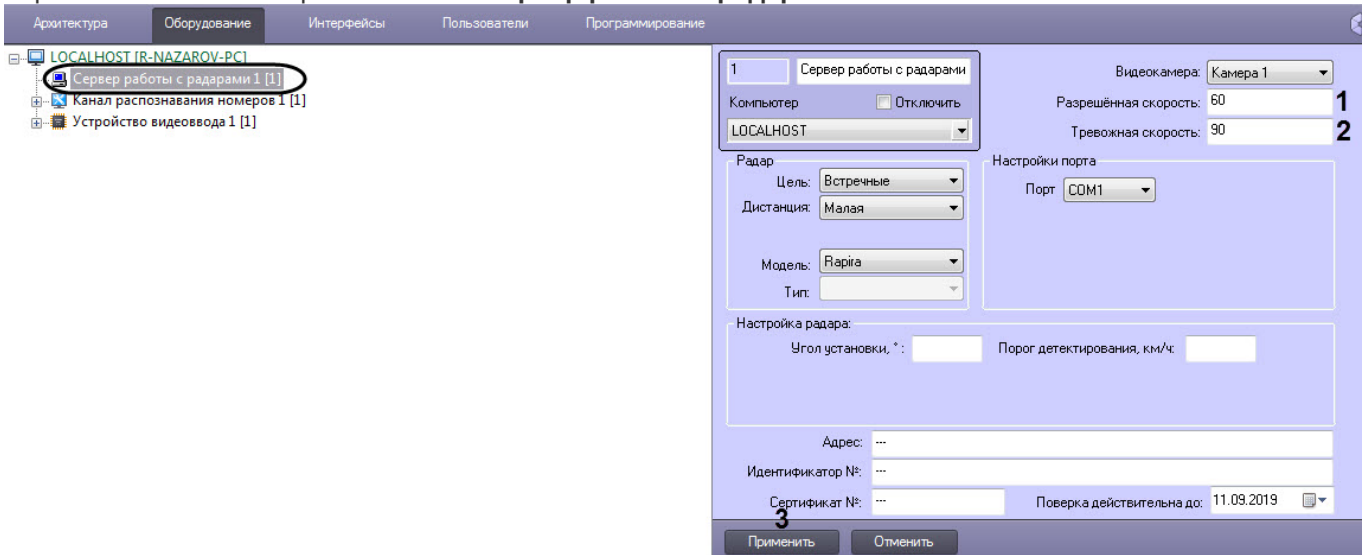 Архитектура Оборудование Интерфейсы Пользователи Программирование
LOCALHOST [R-NAZAROV-PC]
Сервер работы с радарами 1 [1]
Канал распознавания номеров 1 [1]
Устройство видеоввода 1 [1]
1 Сервер работы с радарами
Компьютер Отключить
LOCALHOST
Видеокамера: Камера 1
Разрешённая скорость: 60 1
Тревожная скорость: 90 2
Радар
Цель: Встречные
Дистанция: Малая
Модель: Rapira
Тип:
Настройки порта
Порт COM1
Настройка радара:
Угол установки, °: Порог детектирования, км/ч:
Адрес: ---
Идентификатор №: ---
Сертификат №: --- Поверка действительна до: 11.09.2019
3
Применить Отменить